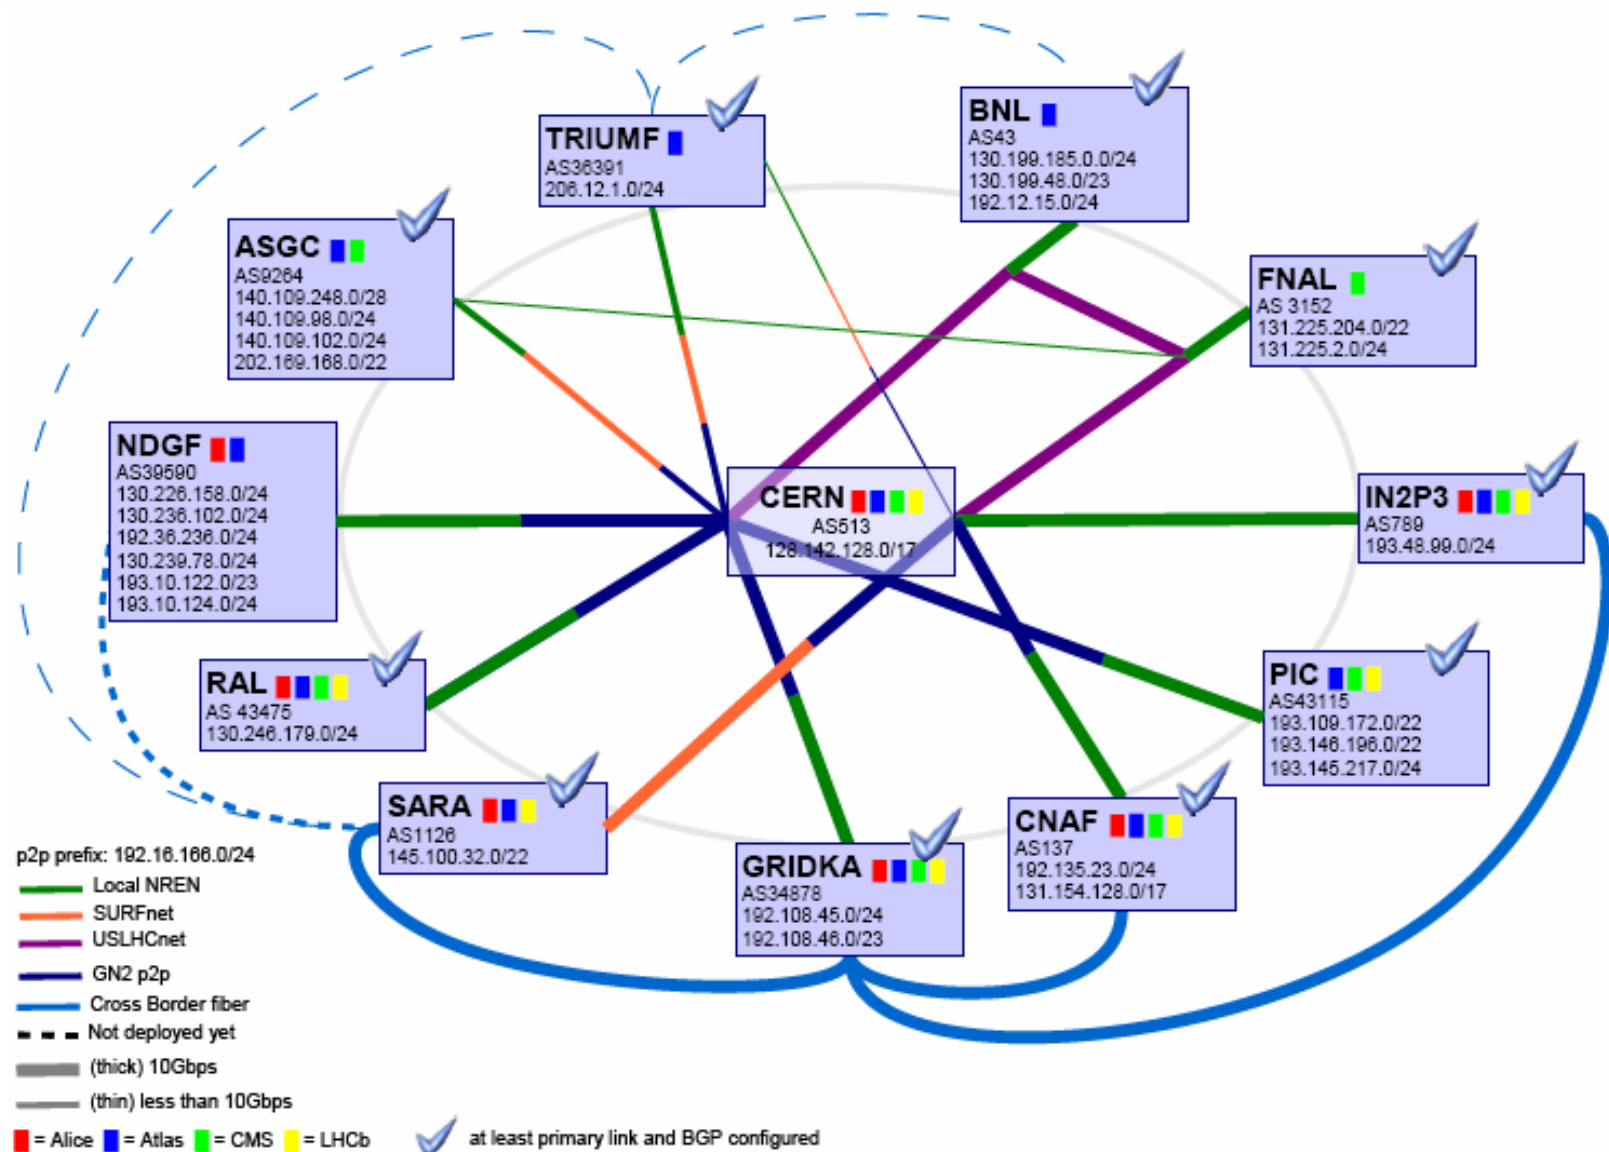 TRIUMF
AS36391
206.12.1.0/24
BNL
AS43
130.199.185.0.0/24
130.199.48.0/23
192.12.15.0/24
ASGC
AS9264
140.109.248.0/28
140.109.98.0/24
140.109.102.0/24
202.169.168.0/22
FNAL
AS 3152
131.225.204.0/22
131.225.2.0/24
NDGF
AS39590
130.226.158.0/24
130.236.102.0/24
192.36.236.0/24
130.239.78.0/24
193.10.122.0/23
193.10.124.0/24
CERN
AS513
128.142.128.0/17
IN2P3
AS789
193.48.99.0/24
RAL
AS 43475
130.246.179.0/24
PIC
AS43115
193.109.172.0/22
193.146.196.0/22
193.145.217.0/24
SARA
AS1126
145.100.32.0/22
GRIDKA
AS34878
192.108.45.0/24
192.108.46.0/23
CNAF
AS137
192.135.23.0/24
131.154.128.0/17
p2p prefix: 192.16.166.0/24
Local NREN
SURFnet
USLHCnet
GN2 p2p
Cross Border fiber
Not deployed yet
(thick) 10Gbps
(thin) less than 10Gbps
= Alice = Atlas = CMS = LHCb at least primary link and BGP configured